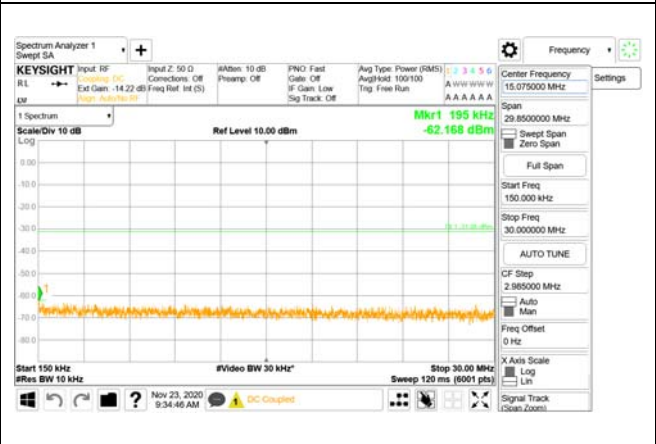 Spectrum Analyzer 1
Swept SA
+
Frequency
KEYSIGHT
Input: RF
Coupling: DC
Ext Gain: -14.22 dB
Align: Auto/No RF
Input Z: 50 Ω
Corrections: Off
Freq Ref: Int (S)
#Atten: 10 dB
Preamp: Off
PNO: Fast
Gate: Off
IF Gain: Low
Sig Track: Off
Avg Type: Power (RMS)
Avg|Hold: 100/100
Trig: Free Run
1 2 3 4 5 6
A W W W W W
A A A A A A
RL
Center Frequency
15.075000 MHz
Settings
1 Spectrum
Mkr1 195 kHz
Scale/Div 10 dB
Ref Level 10.00 dBm
-62.168 dBm
Log
Span
29.8500000 MHz
Swept Span
Zero Span
Full Span
0.00
-10.0
-20.0
-30.0
-40.0
-50.0
-60.0
-70.0
-80.0
1
Start Freq
150.000 kHz
Stop Freq
30.000000 MHz
AUTO TUNE
CF Step
2.985000 MHz
Auto
Man
Freq Offset
0 Hz
X Axis Scale
Log
Lin
Signal Track
(Span Zoom)
Start 150 kHz
#Video BW 30 kHz*
Stop 30.00 MHz
#Res BW 10 kHz
Sweep 120 ms (6001 pts)
?
Nov 23, 2020
9:34:46 AM
1
DC Coupled